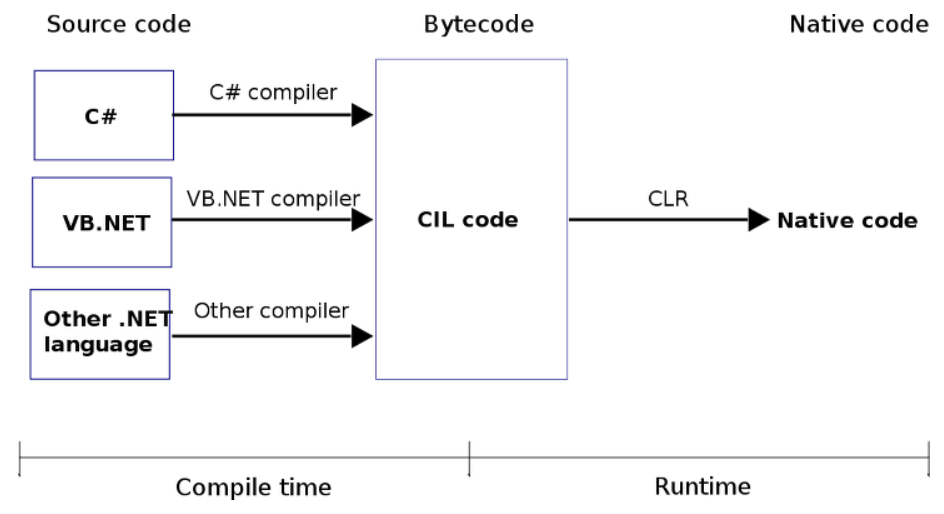 Source code
Bytecode
Native code
C#
C# compiler
VB.NET
VB.NET compiler
CIL code
CLR
Native code
Other .NET
language
Other compiler
Compile time
Runtime